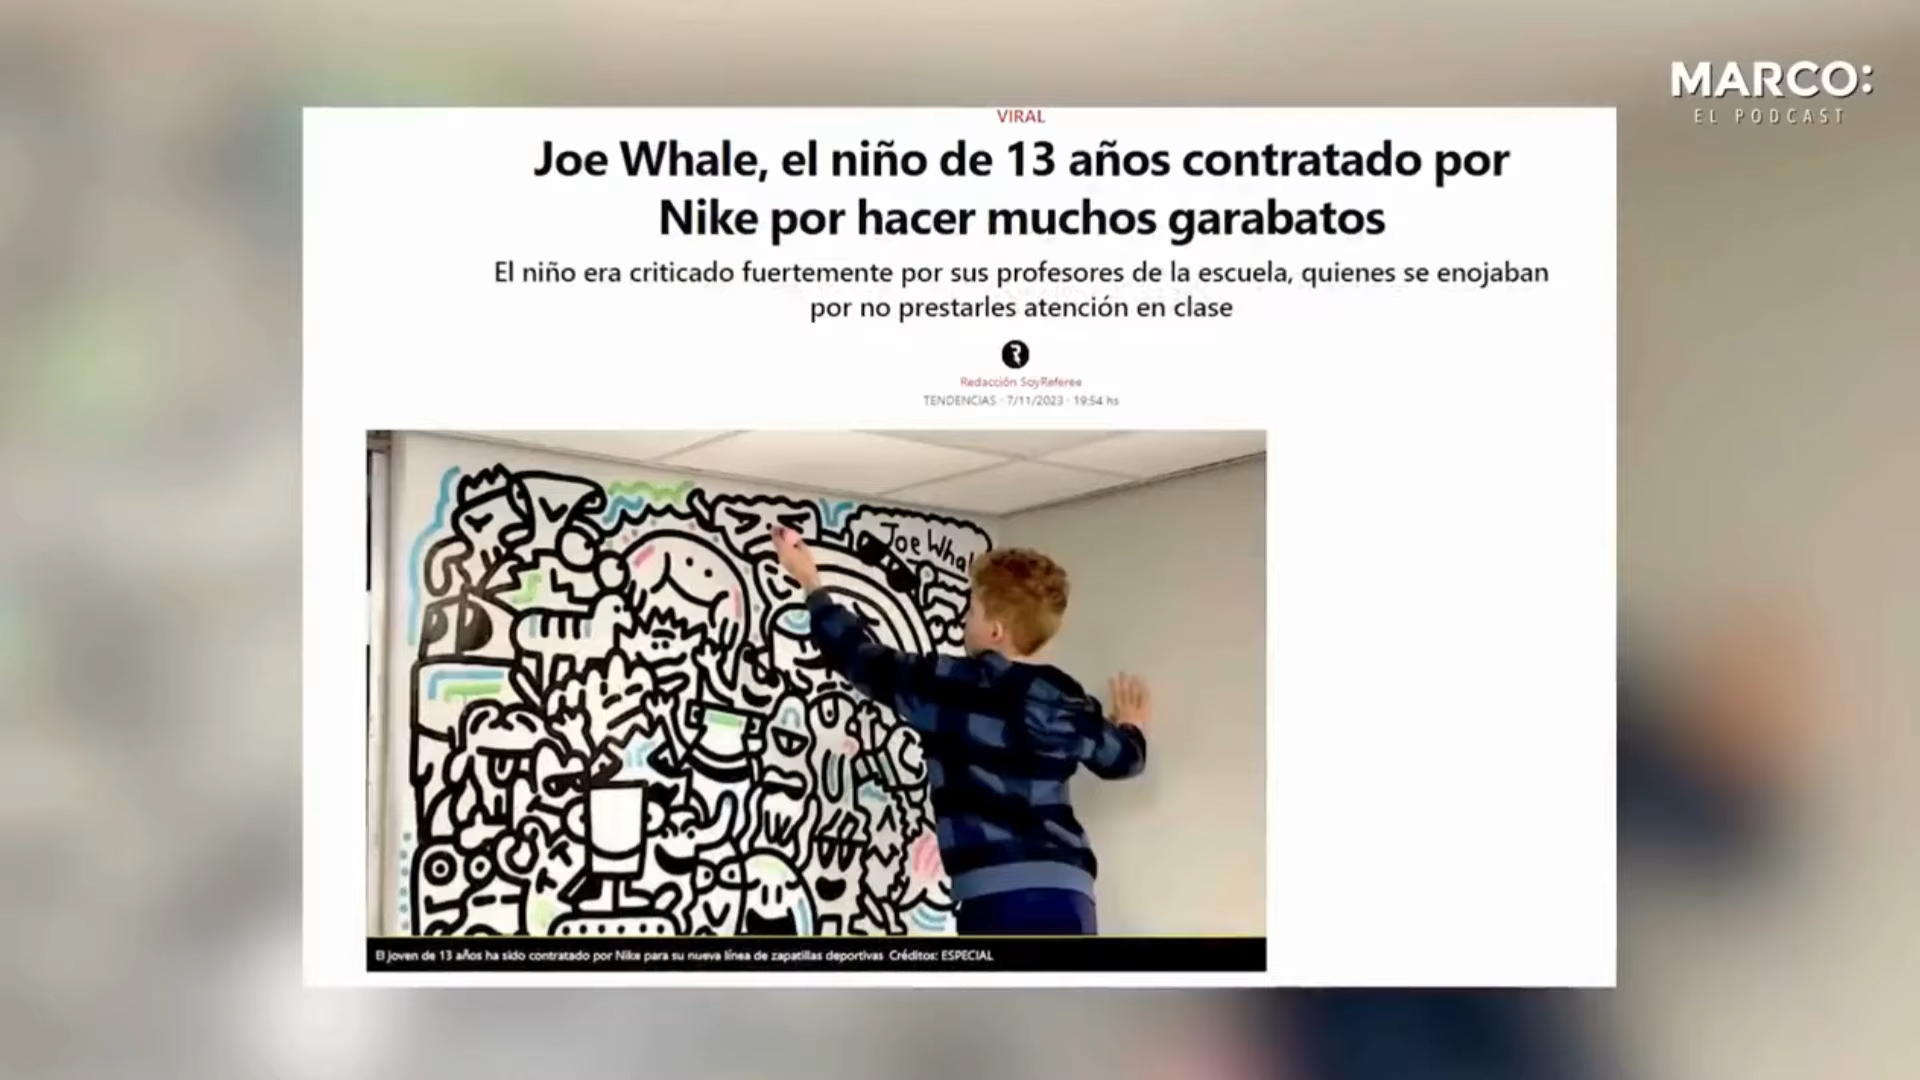 MARCO:
EL PODCAST
VIRAL
Joe Whale, el niño de 13 años contratado por
Nike por hacer muchos garabatos
El niño era criticado fuertemente por sus profesores de la escuela, quienes se enojaban
por no prestarles atención en clase
Redacción SoyReferee
TENDENCIAS · 7/11/2023 · 19:54 hs
Joe Whal
El joven de 13 años ha sido contratado por Nike para su nueva línea de zapatillas deportivas Créditos: ESPECIAL